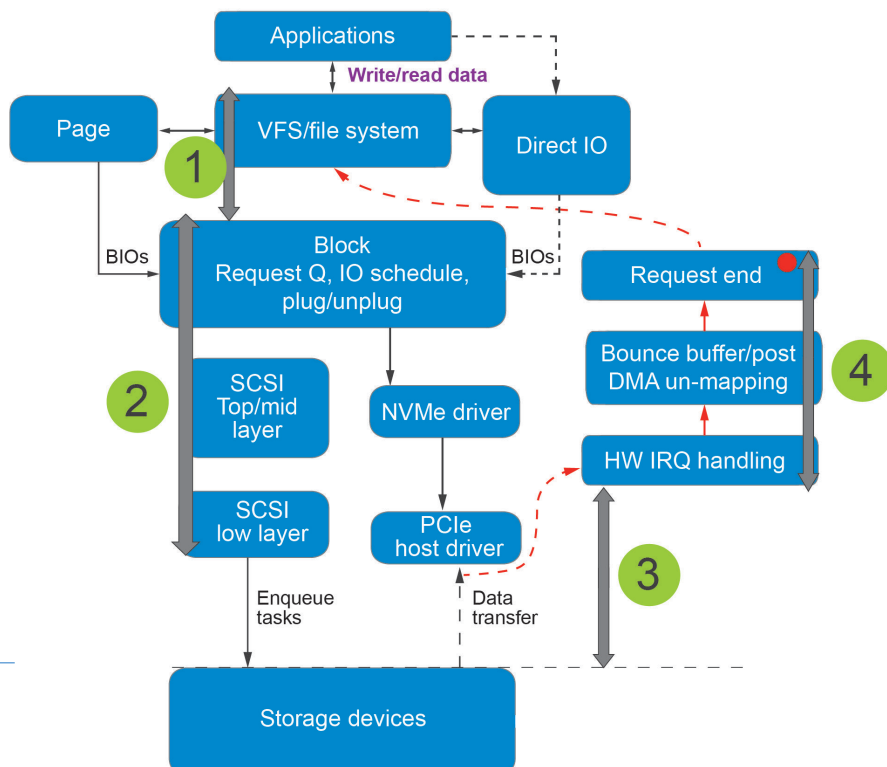 Applications
Write/read data
Page
VFS/file system
Direct IO
1
BIOs
Block
Request Q, IO schedule,
plug/unplug
BIOs
Request end
2
SCSI
Top/mid
layer
NVMe driver
Bounce buffer/post
DMA un-mapping
4
HW IRQ handling
SCSI
low layer
PCIe
host driver
3
Enqueue
tasks
Data
transfer
Storage devices